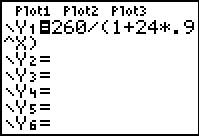 Plot1 Plot2 Plot3
\Y1=260/(1+24*.9
^X)
\Y2=
\Y3=
\Y4=
\Y5=
\Y6=